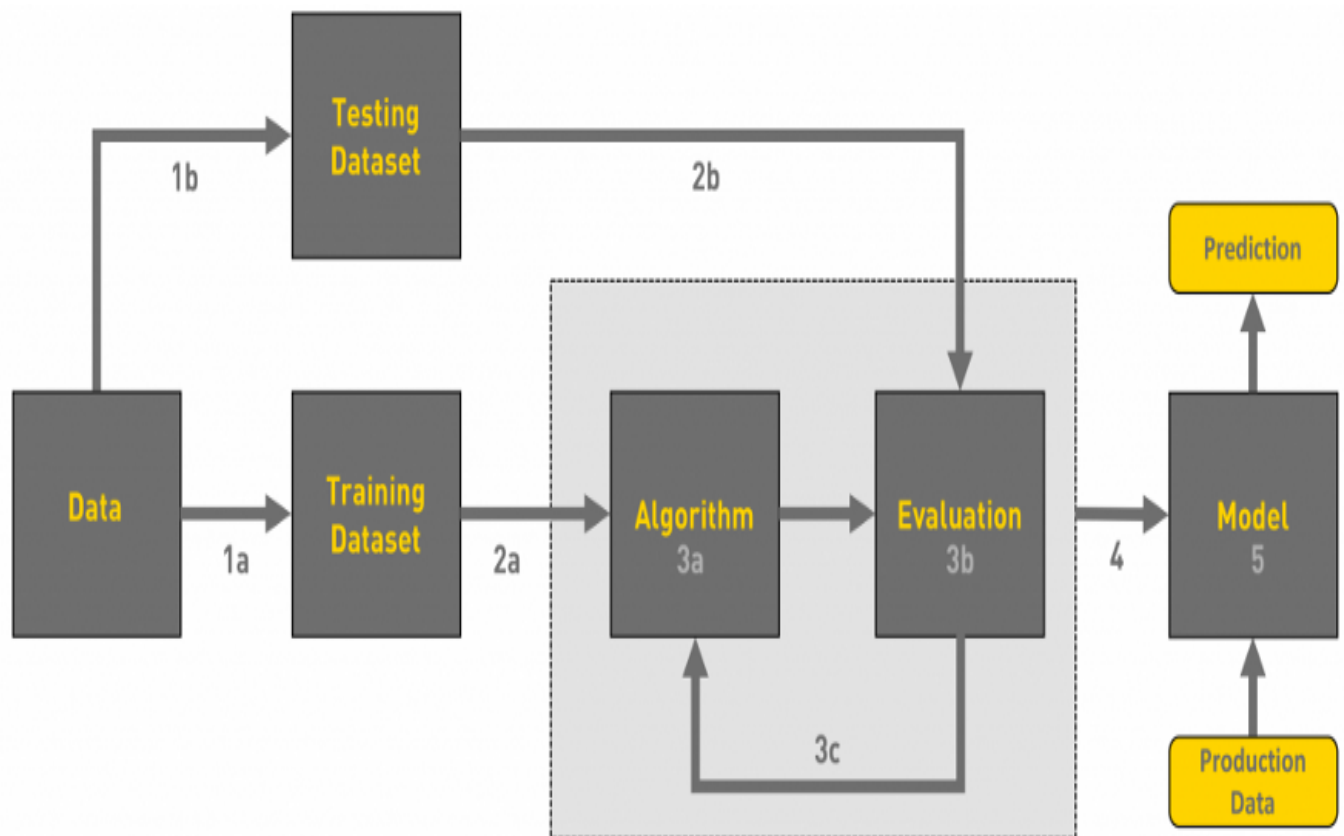 Testing
Dataset
1b
2b
Prediction
Data
Training
Dataset
Algorithm
3a
Evaluation
3b
Model
5
1a
2a
4
3c
Production
Data